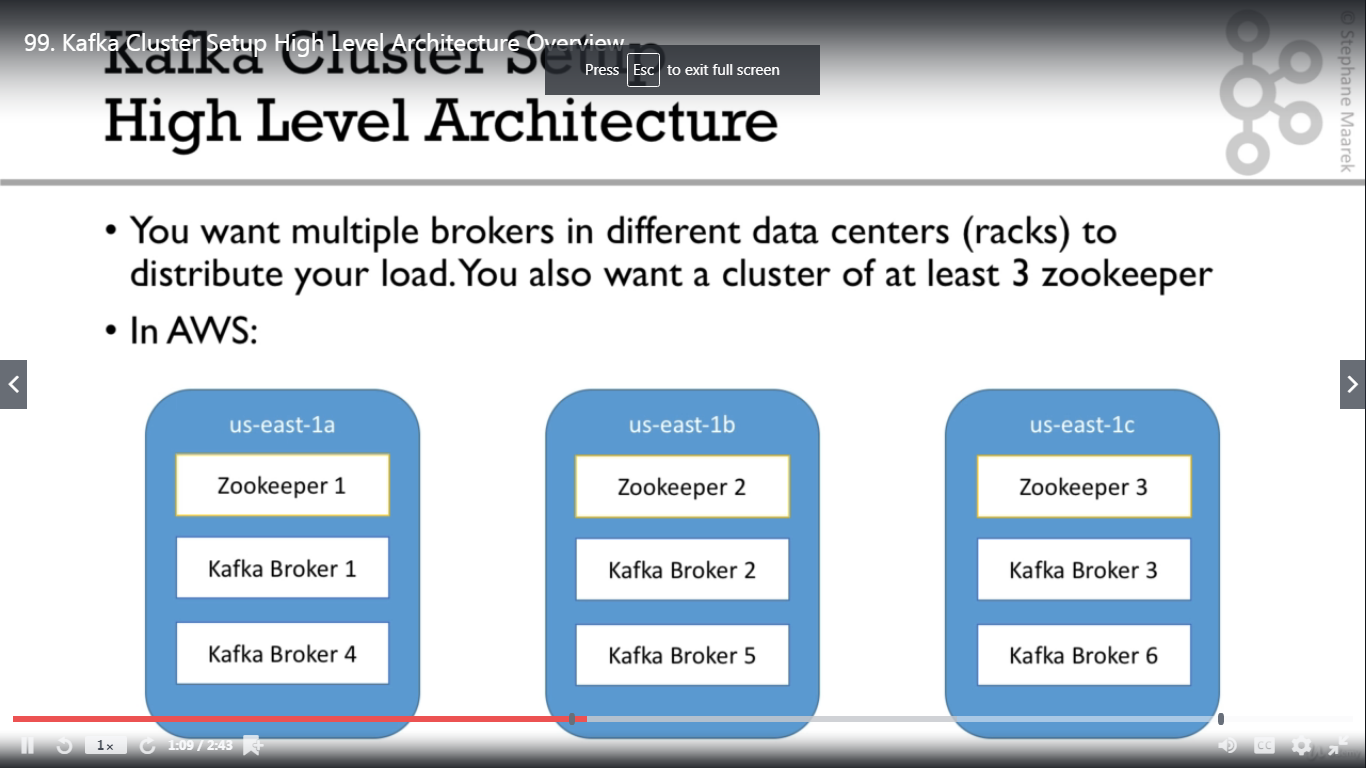 99. Kafka Cluster Setup High Level Architecture Overview
Kafka Cluster Setup
Press Esc to exit full screen
High Level Architecture
© Stephane Maarek
• You want multiple brokers in different data centers (racks) to
distribute your load. You also want a cluster of at least 3 zookeeper
• In AWS:
us-east-1a
Zookeeper 1
Kafka Broker 1
Kafka Broker 4
us-east-1b
Zookeeper 2
Kafka Broker 2
Kafka Broker 5
us-east-1c
Zookeeper 3
Kafka Broker 3
Kafka Broker 6
1x
1:09 / 2:43
CC